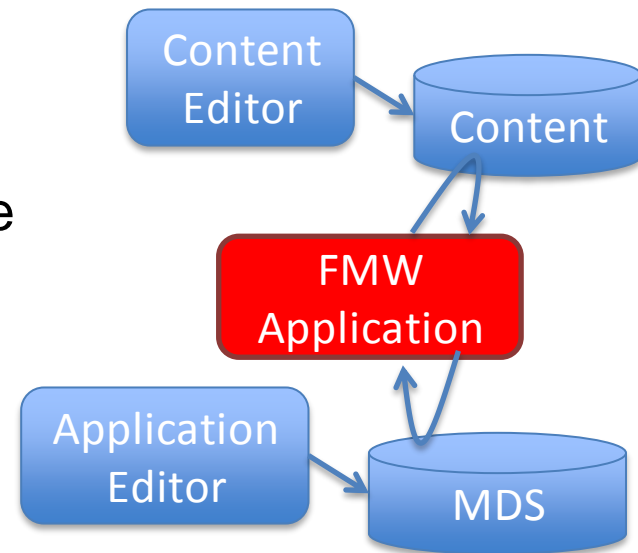 Content
Editor
Content
e
FMW
Application
Application
Editor
MDS